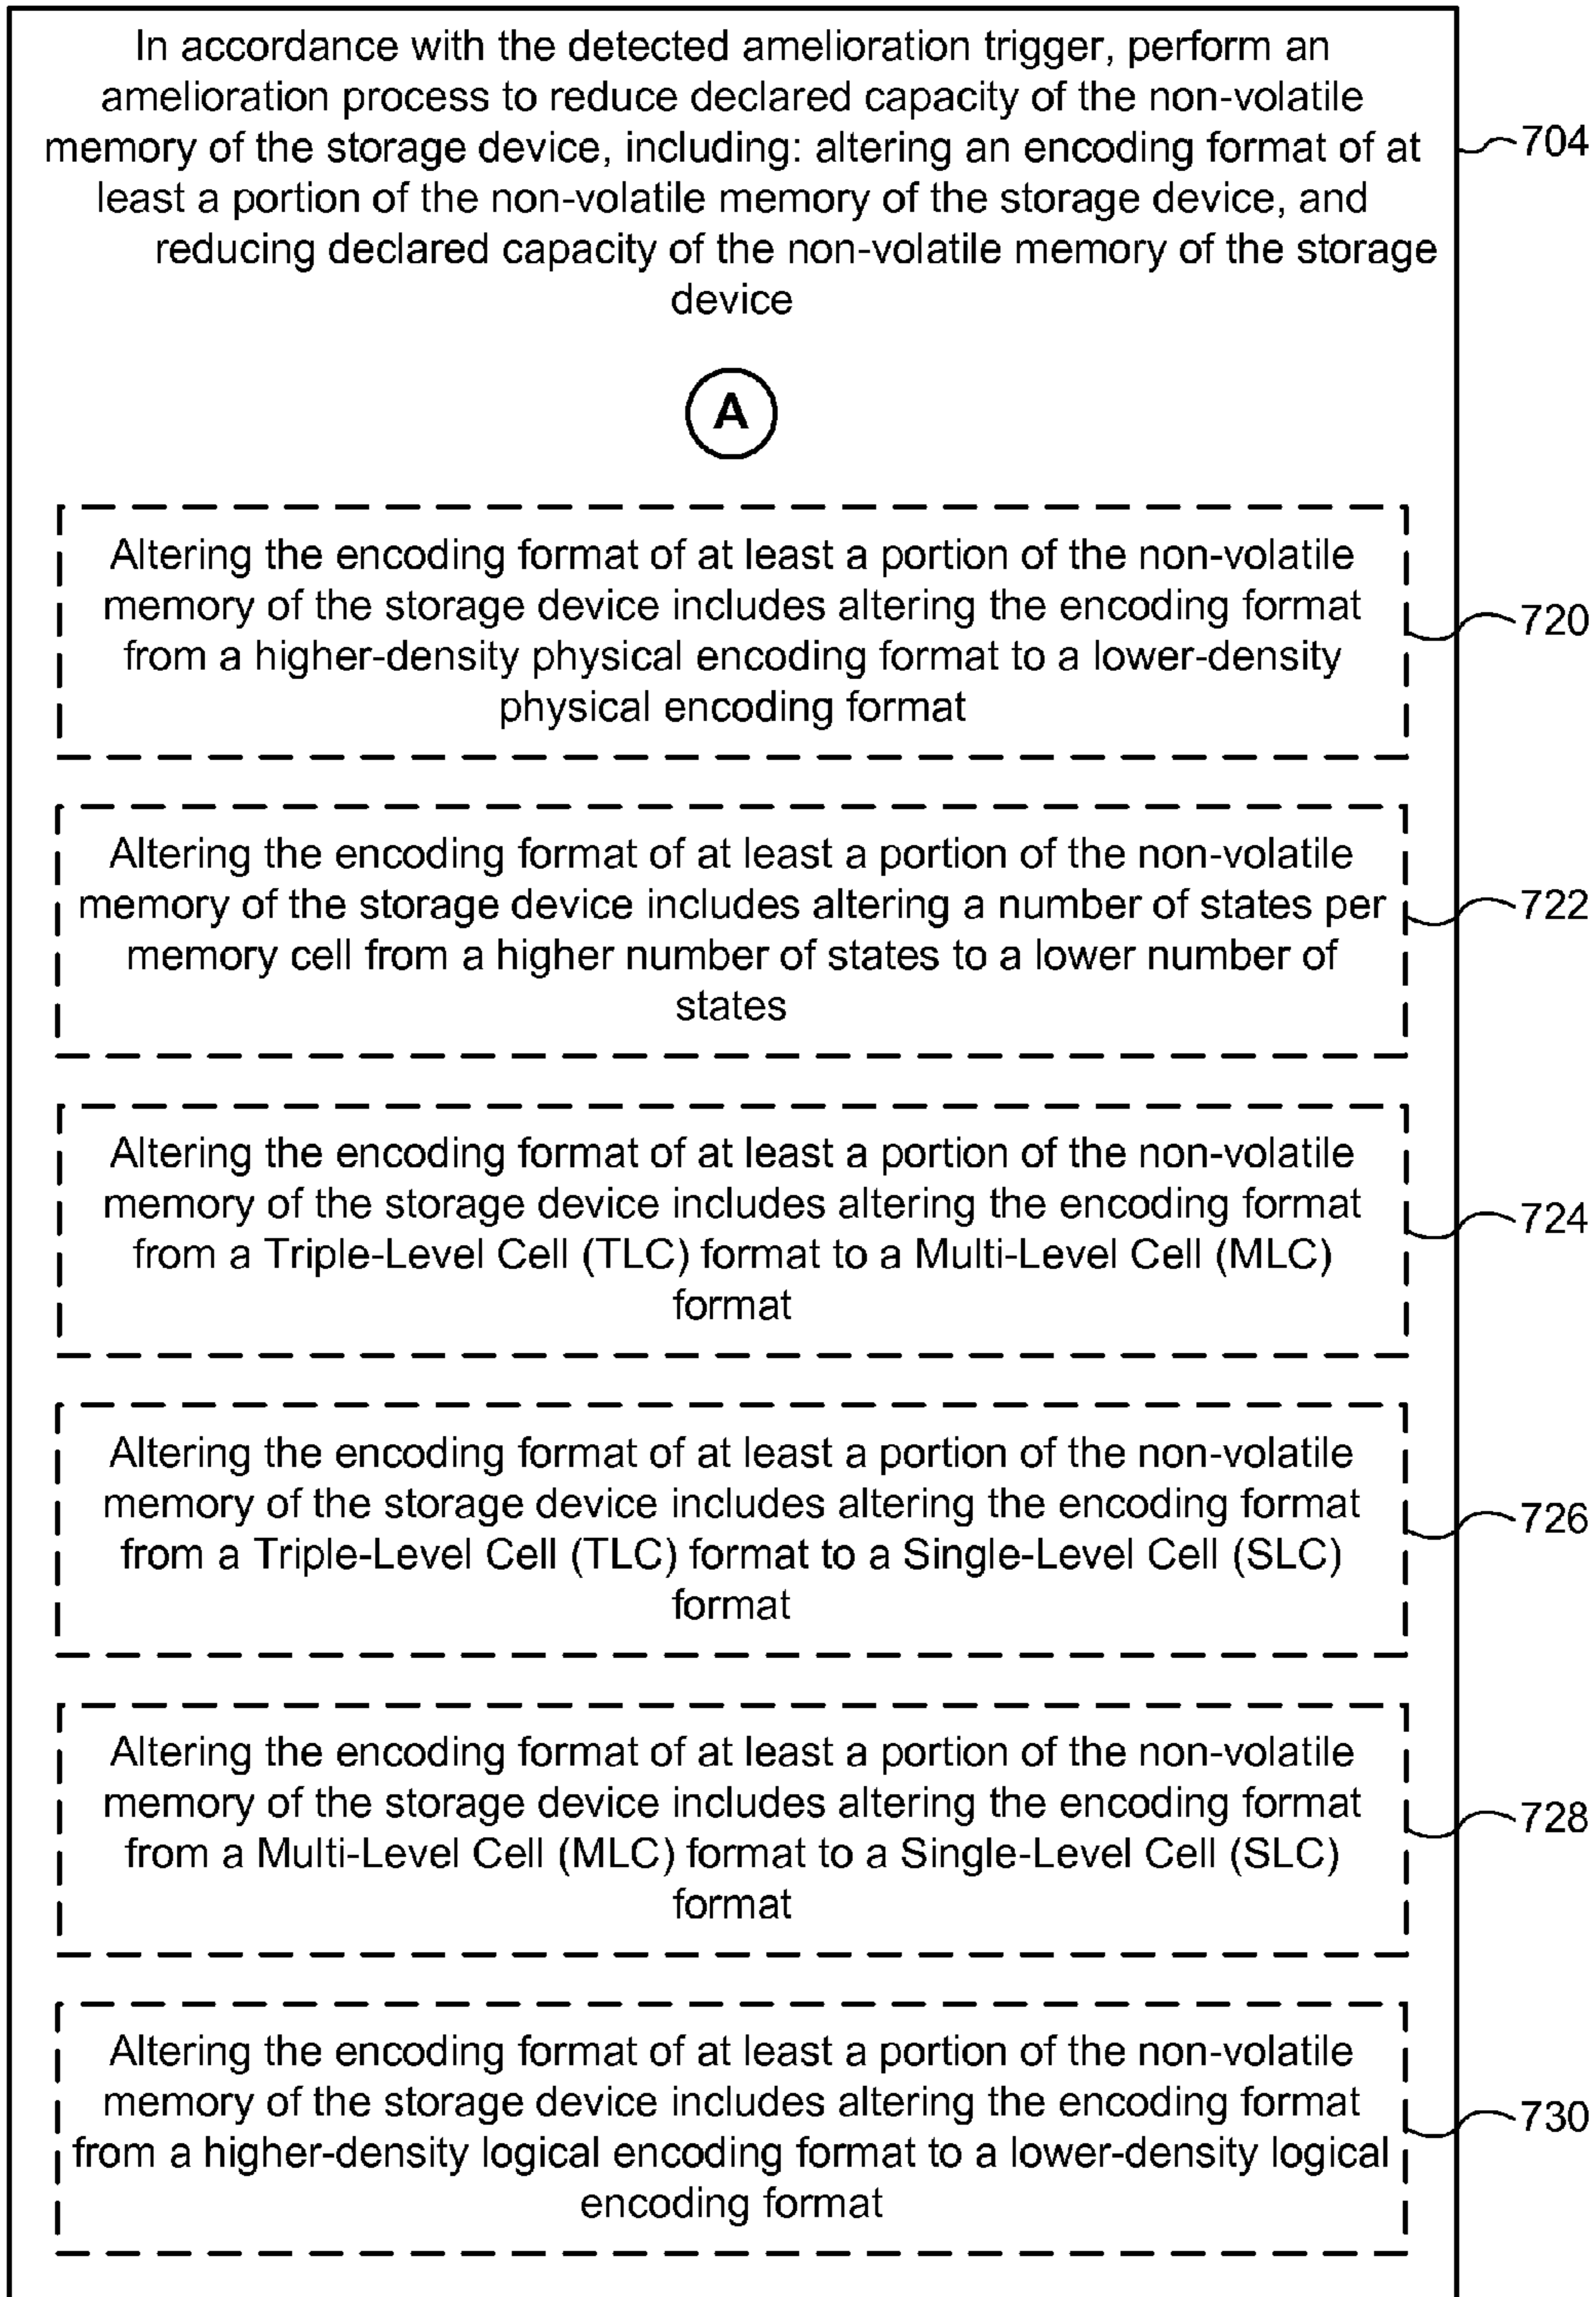 In accordance with the detected amelioration trigger, perform an
amelioration process to reduce declared capacity of the non-volatile
memory of the storage device, including: altering an encoding format of at
least a portion of the non-volatile memory of the storage device, and
reducing declared capacity of the non-volatile memory of the storage
device
704
A
Altering the encoding format of at least a portion of the non-volatile
memory of the storage device includes altering the encoding format
from a higher-density physical encoding format to a lower-density
physical encoding format
720
Altering the encoding format of at least a portion of the non-volatile
memory of the storage device includes altering a number of states per
memory cell from a higher number of states to a lower number of
states
722
Altering the encoding format of at least a portion of the non-volatile
memory of the storage device includes altering the encoding format
from a Triple-Level Cell (TLC) format to a Multi-Level Cell (MLC)
format
724
Altering the encoding format of at least a portion of the non-volatile
memory of the storage device includes altering the encoding format
from a Triple-Level Cell (TLC) format to a Single-Level Cell (SLC)
format
726
Altering the encoding format of at least a portion of the non-volatile
memory of the storage device includes altering the encoding format
from a Multi-Level Cell (MLC) format to a Single-Level Cell (SLC)
format
728
Altering the encoding format of at least a portion of the non-volatile
memory of the storage device includes altering the encoding format
from a higher-density logical encoding format to a lower-density logical
encoding format
730